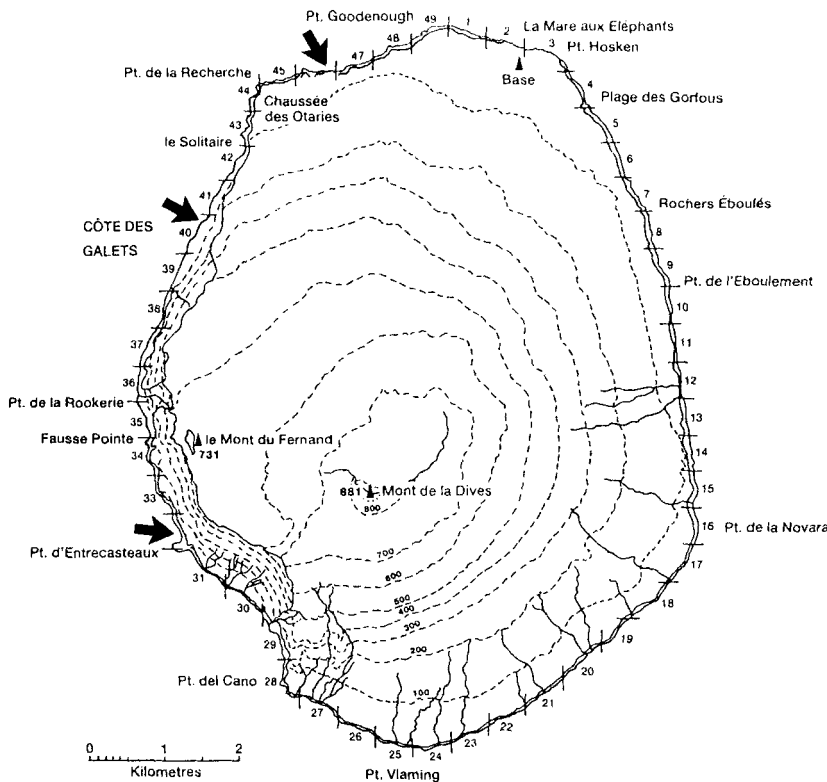 Pt. Goodenough
La Mare aux Eléphants
Pt. Hosken
Base
Pt. de la Recherche
Chaussée
des Otaries
Plage des Gorfous
le Solitaire
Rochers Éboulés
CÔTE DES
GALETS
Pt. de l'Eboulement
Pt. de la Rookerie
Fausse Pointe
le Mont du Fernand
731
881
Mont de la Dives
800
Pt. de la Novara
Pt. d'Entrecasteaux
700
600
500
400
300
200
100
Pt. del Cano
Pt. Vlaming
1
2
3
4
5
6
7
8
9
10
11
12
13
14
15
16
17
18
19
20
21
22
23
24
25
26
27
28
29
30
31
33
34
35
36
37
38
39
40
41
42
43
44
45
47
48
49
0 1 2
Kilometres